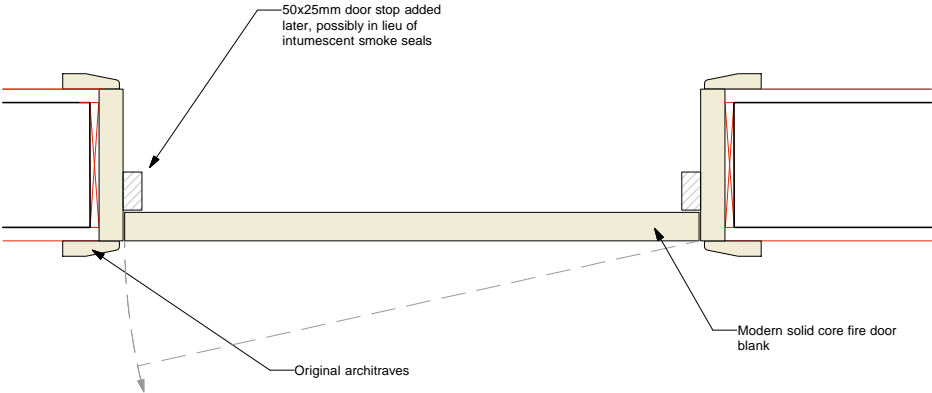 50x25mm door stop added
later, possibly in lieu of
intumescent smoke seals
Modern solid core fire door
blank
Original architraves